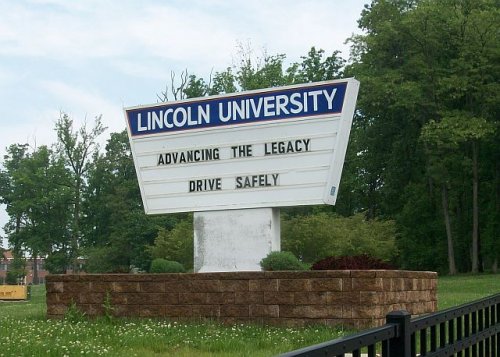 LINCOLN UNIVERSITY
ADVANCING THE LEGACY
DRIVE SAFELY